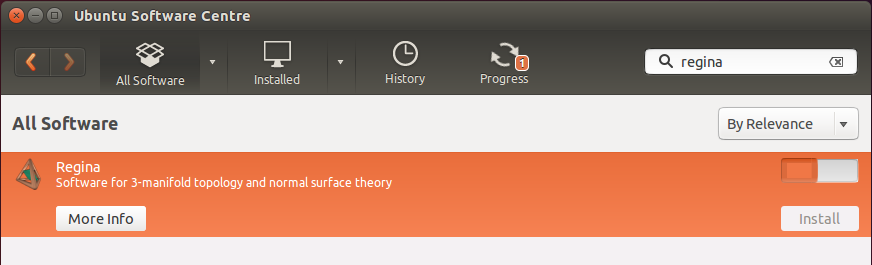 Ubuntu Software Centre
All Software
Installed
History
Progress
1
regina
All Software
By Relevance
Regina
Software for 3-manifold topology and normal surface theory
More Info
Install